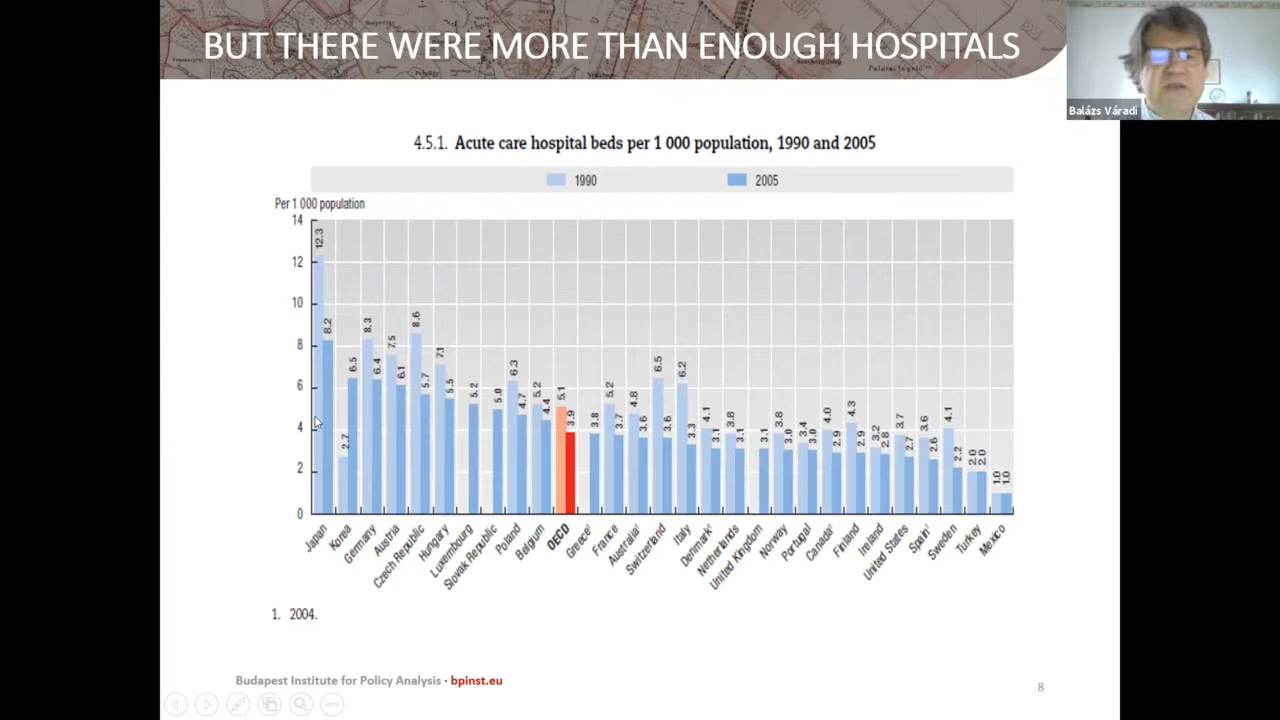 BUT THERE WERE MORE THAN ENOUGH HOSPITALS
Balázs Váradi
4.5.1. Acute care hospital beds per 1 000 population, 1990 and 2005
1990 2005
Per 1 000 population
14
12
10
8
6
4
2
0
12.3 8.2 2.7 6.5 8.3 6.4 7.5 6.1 8.6 5.7 7.1 5.5 5.2 5.0 6.3 4.7 5.2 4.4 5.1 3.9 3.8 5.2 3.7 4.8 3.6 6.5 3.6 6.2 3.3 4.1 3.1 3.8 3.1 3.1 3.8 3.0 3.4 3.0 4.0 2.9 4.3 2.9 3.2 2.8 3.7 2.7 3.6 2.6 4.1 2.2 2.0 2.0 1.0 1.0
Japan
Korea
Germany
Austria
Czech Republic
Hungary
Luxembourg
Slovak Republic
Poland
Belgium
OECD
Greece¹
France
Australia¹
Switzerland
Italy
Denmark¹
Netherlands
United Kingdom
Norway
Portugal
Canada¹
Finland
Ireland
United States
Spain¹
Sweden
Turkey
Mexico
1. 2004.
Budapest Institute for Policy Analysis · bpinst.eu
8